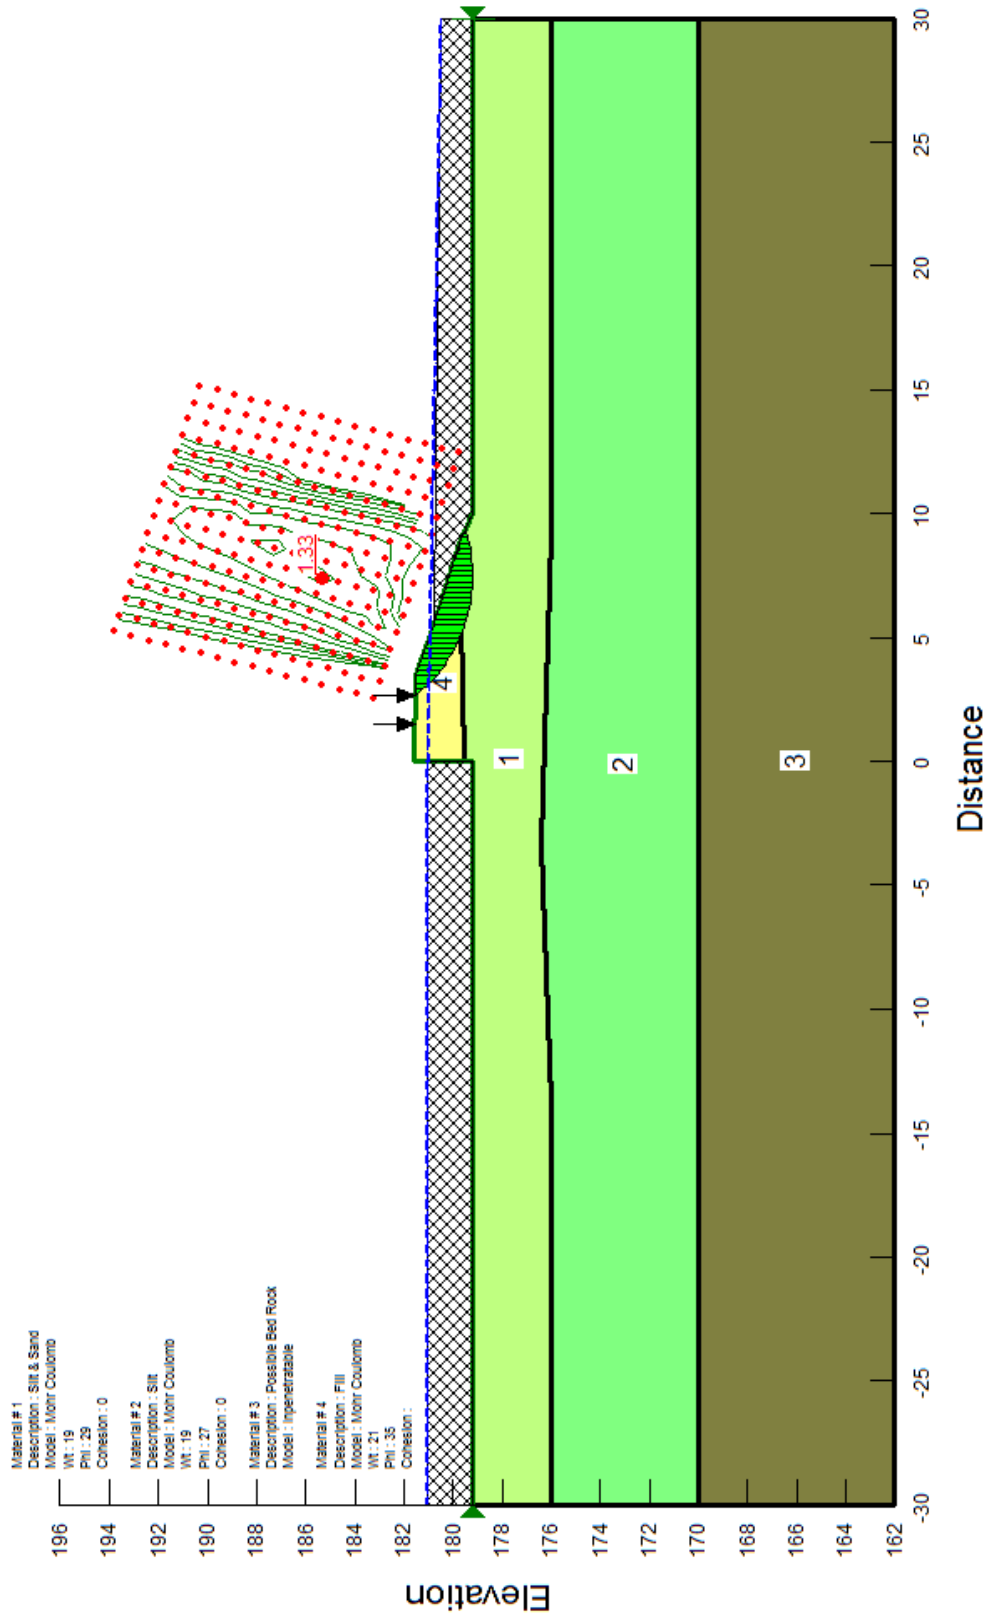 Material # 1
Description : Silt & Sand
Model : Mohr Coulomb
Wt : 19
Phi : 29
Cohesion : 0
Material # 2
Description : Silt
Model : Mohr Coulomb
Wt : 19
Phi : 27
Cohesion : 0
Material # 3
Description : Possible Bed Rock
Model : Inpenetratable
Material # 4
Description : Fill
Model : Mohr Coulomb
Wt : 21
Phi : 35
Cohesion :
1.33
4
1
2
3
Elevation
196
194
192
190
188
186
184
182
180
178
176
174
172
170
168
166
164
162
-30
-25
-20
-15
-10
-5
0
5
10
15
20
25
30
Distance